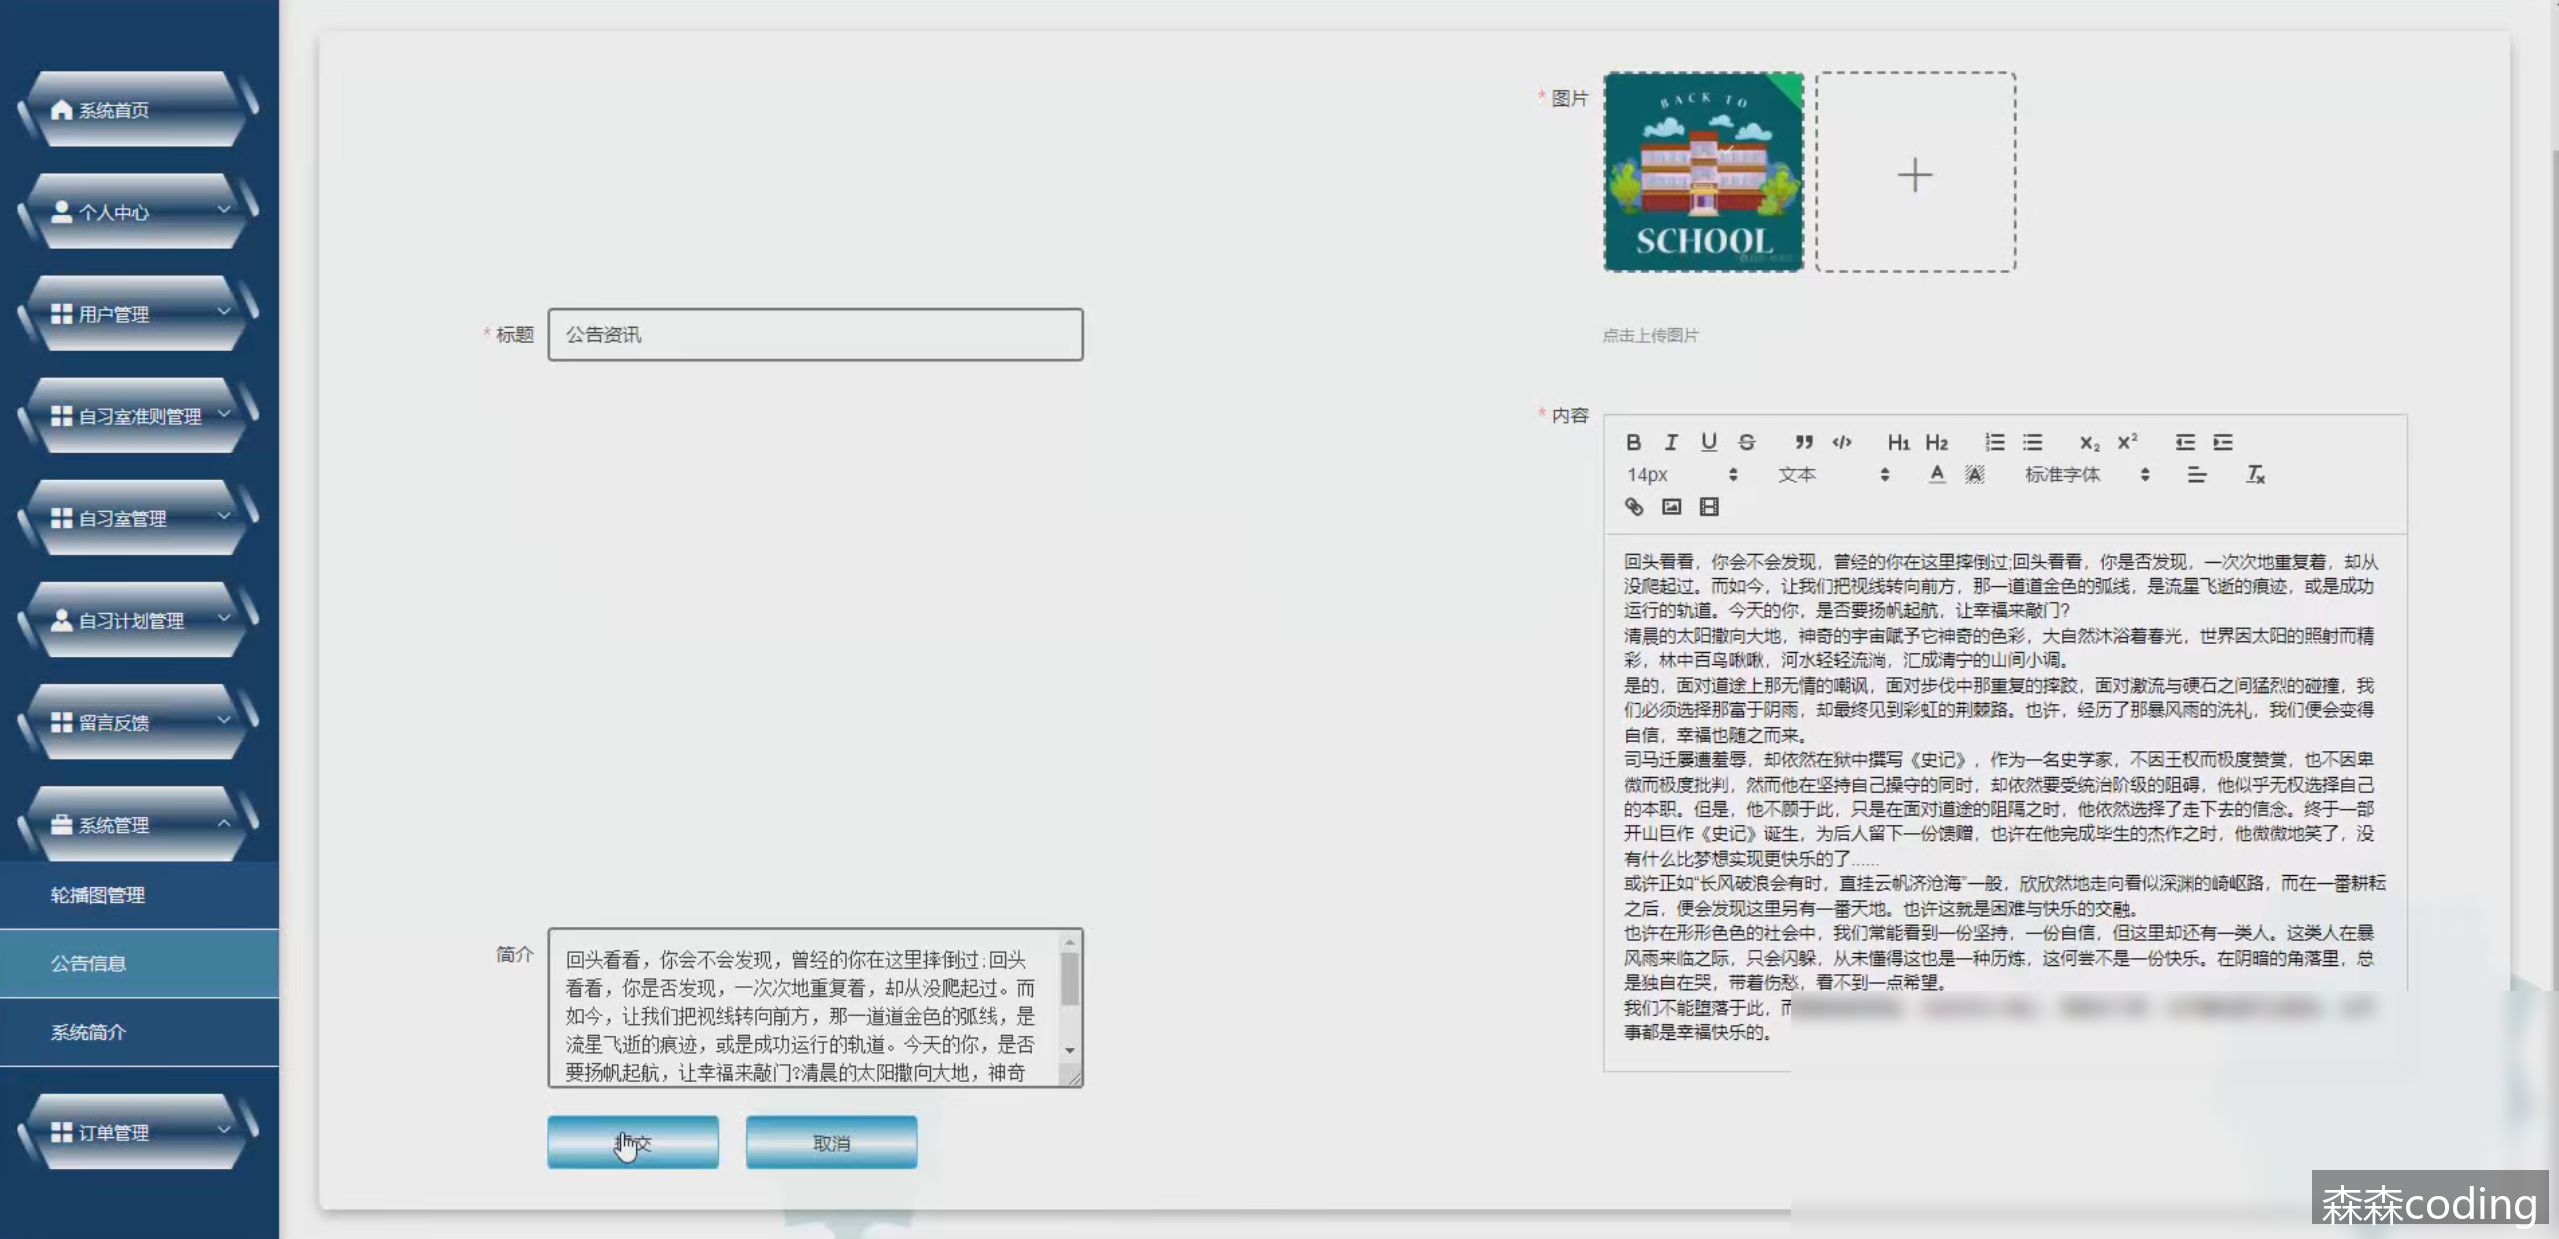 系统首页
个人中心
用户管理
自习室准则管理
自习室管理
自习计划管理
留言反馈
系统管理
轮播图管理
公告信息
系统简介
订单管理
* 图片
BACK TO
SCHOOL
* 标题
公告资讯
点击上传图片
* 内容
B I U S H1 H2 X₂ X²
14px
文本
标准字体
回头看看，你会不会发现，曾经的你在这里摔倒过;回头看看，你是否发现，一次次地重复着，却从
没爬起过。而如今，让我们把视线转向前方，那一道道金色的弧线，是流星飞逝的痕迹，或是成功
运行的轨道。今天的你，是否要扬帆起航，让幸福来敲门?
清晨的太阳撒向大地，神奇的宇宙赋予它神奇的色彩，大自然沐浴着春光，世界因太阳的照射而精
彩，林中百鸟啾啾，河水轻轻流淌，汇成清宁的山间小调。
是的，面对道途上那无情的嘲讽，面对步伐中那重复的摔跤，面对激流与硬石之间猛烈的碰撞，我
们必须选择那富于阴雨，却最终见到彩虹的荆棘路。也许，经历了那暴风雨的洗礼，我们便会变得
自信，幸福也随之而来。
司马迁屡遭羞辱，却依然在狱中撰写《史记》，作为一名史学家，不因王权而极度赞赏，也不因卑
微而极度批判，然而他在坚持自己操守的同时，却依然要受统治阶级的阻碍，他似乎无权选择自己
的本职。但是，他不顾于此，只是在面对道途的阻隔之时，他依然选择了走下去的信念。终于一部
开山巨作《史记》诞生，为后人留下一份馈赠，也许在他完成毕生的杰作之时，他微微地笑了，没
有什么比梦想实现更快乐的了......
或许正如“长风破浪会有时，直挂云帆济沧海”一般，欣欣然地走向看似深渊的崎岖路，而在一番耕耘
之后，便会发现这里另有一番天地。也许这就是困难与快乐的交融。
也许在形形色色的社会中，我们常能看到一份坚持，一份自信，但这里却还有一类人。这类人在暴
风雨来临之际，只会闪躲，从未懂得这也是一种历炼，这何尝不是一份快乐。在阴暗的角落里，总
是独自在哭，带着伤愁，看不到一点希望。
我们不能堕落于此，
事都是幸福快乐的。
简介
回头看看，你会不会发现，曾经的你在这里摔倒过;回头
看看，你是否发现，一次次地重复着，却从没爬起过。而
如今，让我们把视线转向前方，那一道道金色的弧线，是
流星飞逝的痕迹，或是成功运行的轨道。今天的你，是否
要扬帆起航，让幸福来敲门?清晨的太阳撒向大地，神奇
交
取消
森森coding